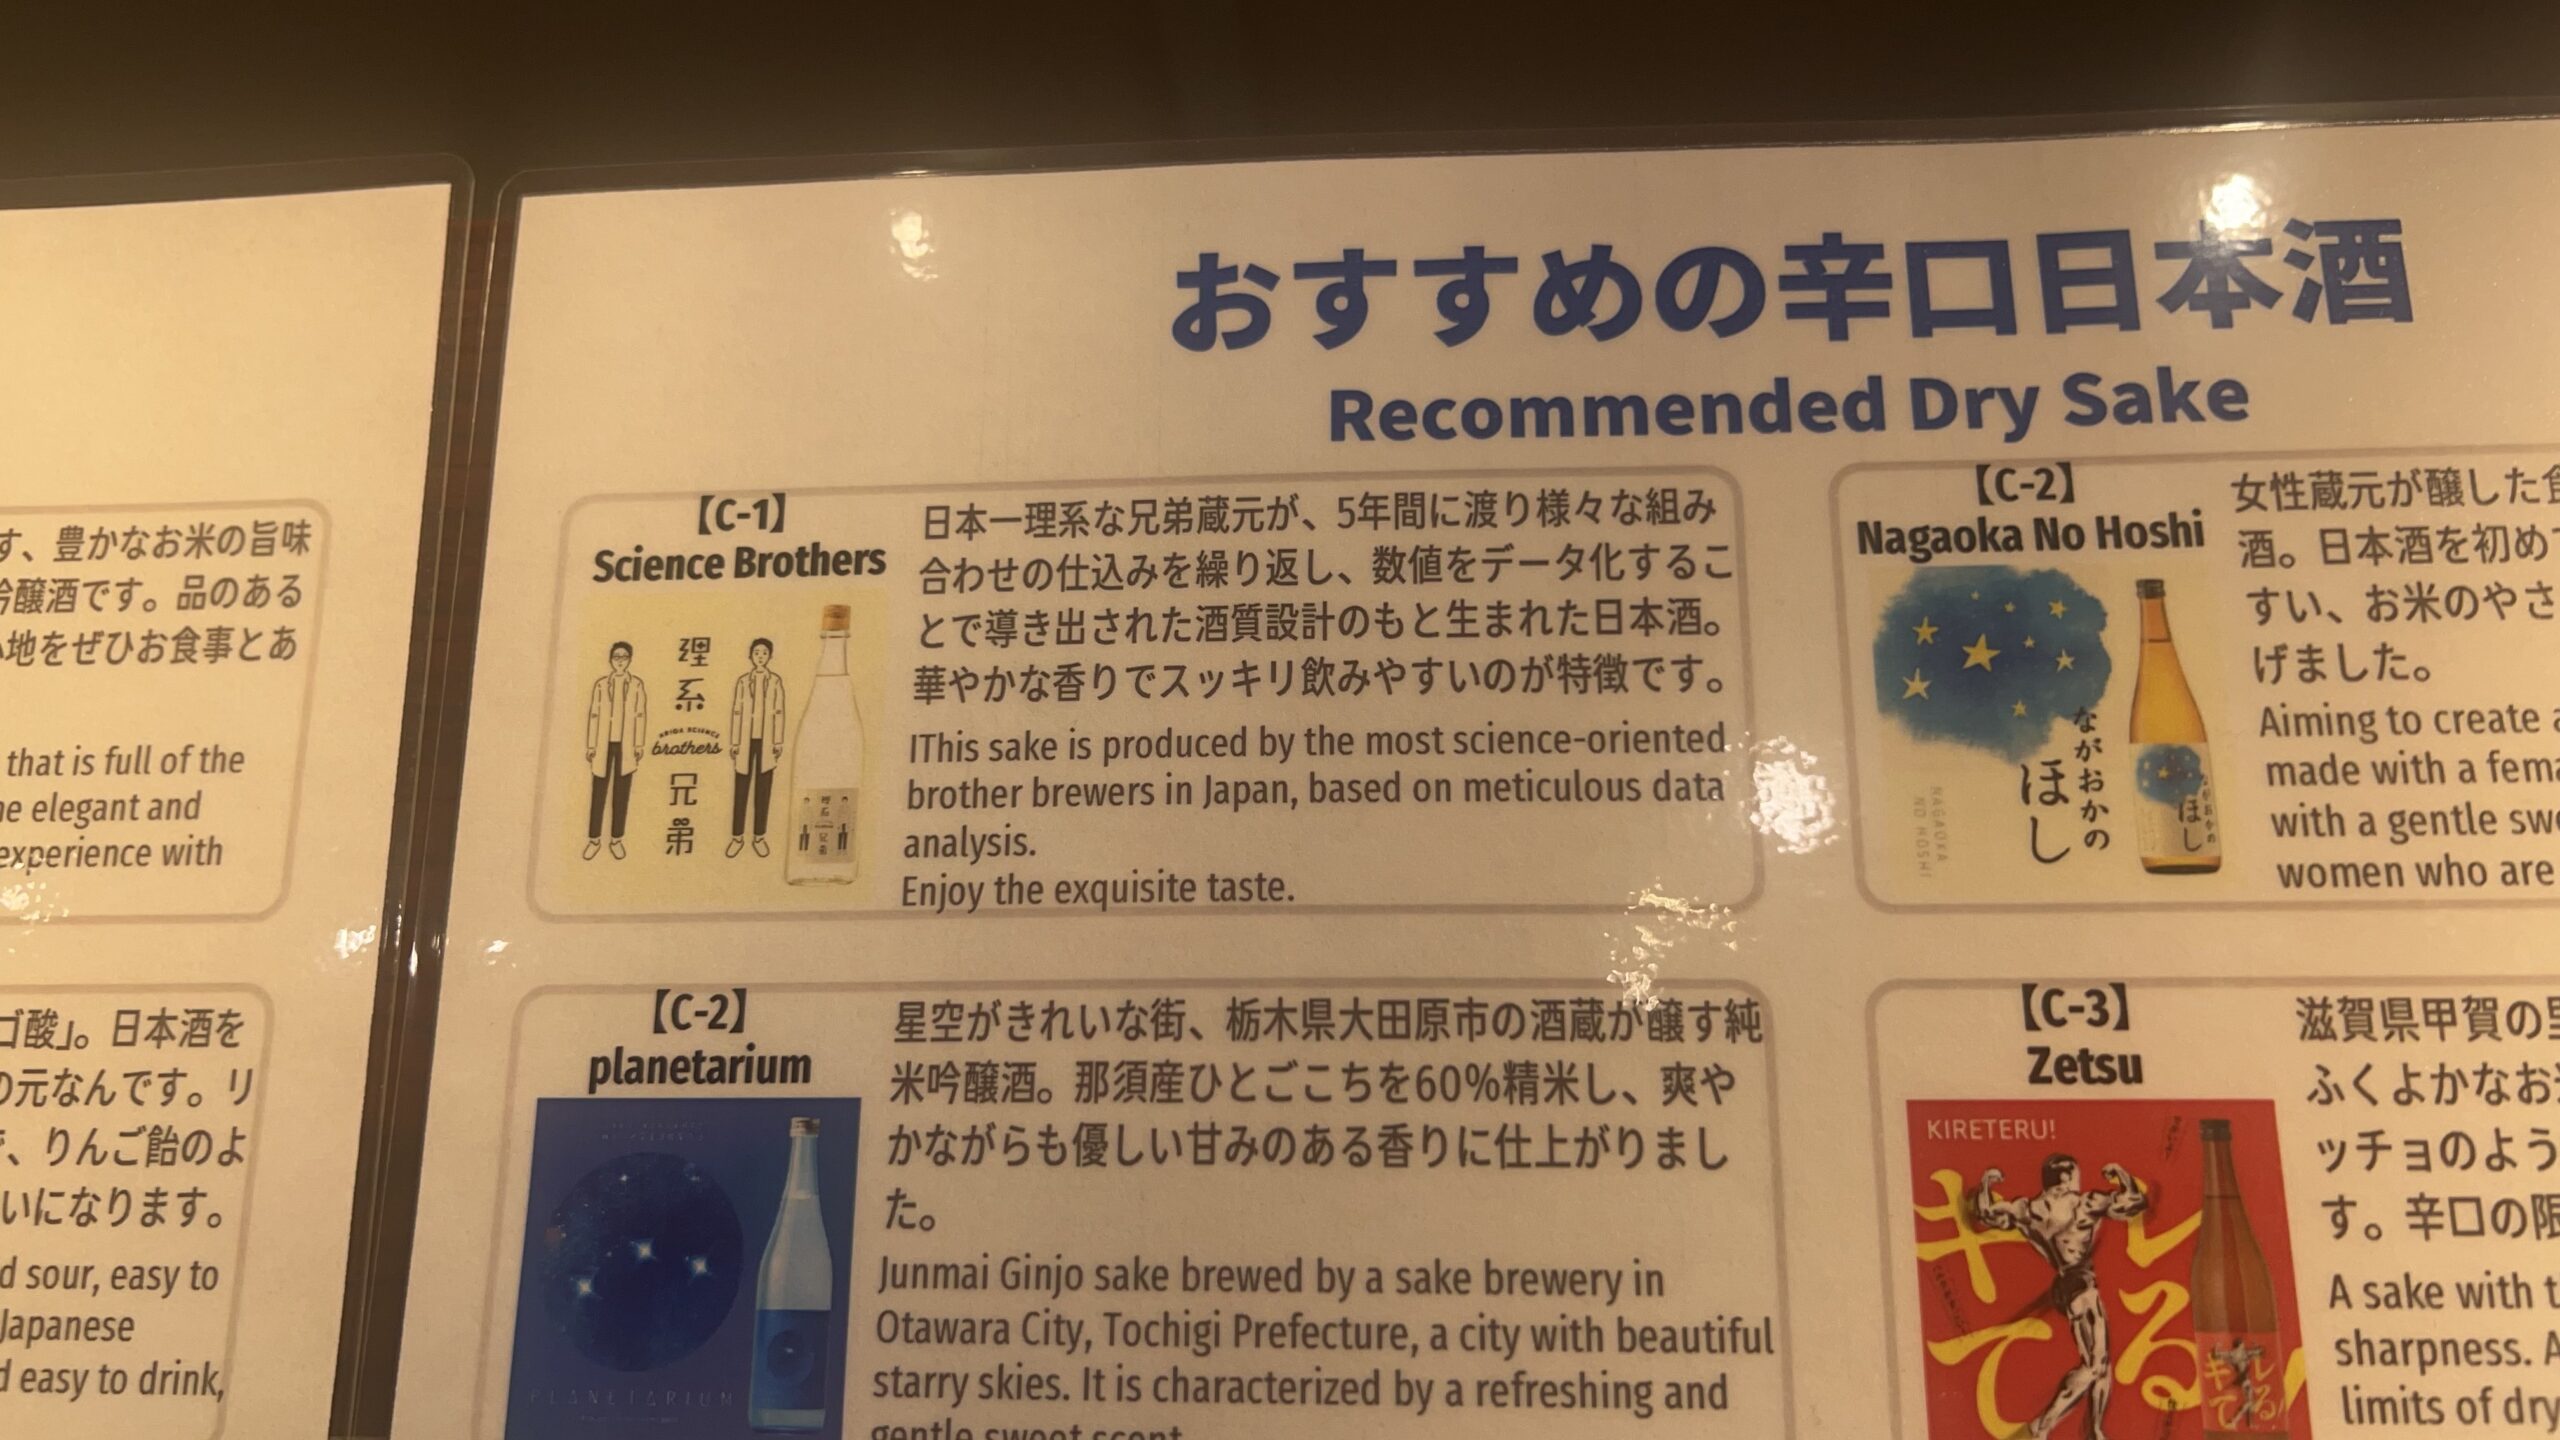 す、豊かなお米の旨味
吟醸酒です。品のある
地をぜひお食事とあ
that is full of the
elegant and
experience with
ゴ酸」。日本酒を
の元なんです。リ
、りんご飴のよ
いになります。
sour, easy to
Japanese
easy to drink,
おすすめの辛口日本酒
Recommended Dry Sake
【C-1】
Science Brothers
理系
ARIDA SCIENCE
brothers
兄弟
日本一理系な兄弟蔵元が、5年間に渡り様々な組み
合わせの仕込みを繰り返し、数値をデータ化するこ
とで導き出された酒質設計のもと生まれた日本酒。
華やかな香りでスッキリ飲みやすいのが特徴です。
IThis sake is produced by the most science-oriented
brother brewers in Japan, based on meticulous data
analysis.
Enjoy the exquisite taste.
【C-2】
Nagaoka No Hoshi
ながおかの
ほし
NAGAOKA
NO HOSHI
女性蔵元が醸した食
酒。日本酒を初め
すい、お米のやさ
げました。
Aiming to create a
made with a fema
with a gentle swe
women who are
【C-2】
planetarium
PLANETARIUM
星空がきれいな街、栃木県大田原市の酒蔵が醸す純
米吟醸酒。那須産ひとごこちを60%精米し、爽や
かながらも優しい甘みのある香りに仕上がりまし
た。
Junmai Ginjo sake brewed by a sake brewery in
Otawara City, Tochigi Prefecture, a city with beautiful
starry skies. It is characterized by a refreshing and
gentle sweet scent.
【C-3】
Zetsu
KIRETERU!
キレてる
滋賀県甲賀の里
ふくよかなお
ッチョのよう
す。辛口の限
A sake with t
sharpness. A
limits of dry